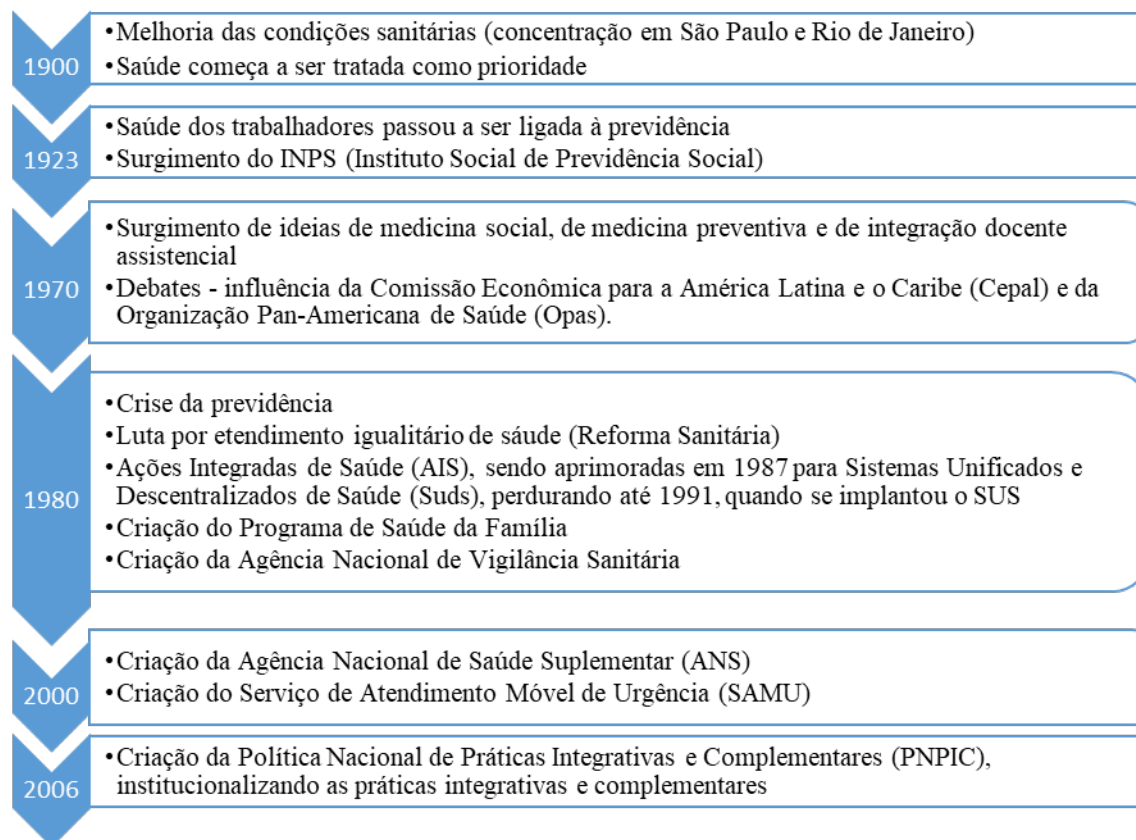 1900
•Melhoria das condições sanitárias (concentração em São Paulo e Rio de Janeiro)
•Saúde começa a ser tratada como prioridade
1923
•Saúde dos trabalhadores passou a ser ligada à previdência
•Surgimento do INPS (Instituto Social de Previdência Social)
1970
•Surgimento de ideias de medicina social, de medicina preventiva e de integração docente
assistencial
•Debates - influência da Comissão Econômica para a América Latina e o Caribe (Cepal) e da
Organização Pan-Americana de Saúde (Opas).
1980
•Crise da previdência
•Luta por etendimento igualitário de sáude (Reforma Sanitária)
•Ações Integradas de Saúde (AIS), sendo aprimoradas em 1987 para Sistemas Unificados e
Descentralizados de Saúde (Suds), perdurando até 1991, quando se implantou o SUS
•Criação do Programa de Saúde da Família
•Criação da Agência Nacional de Vigilância Sanitária
2000
•Criação da Agência Nacional de Saúde Suplementar (ANS)
•Criação do Serviço de Atendimento Móvel de Urgência (SAMU)
2006
•Criação da Política Nacional de Práticas Integrativas e Complementares (PNPIC),
institucionalizando as práticas integrativas e complementares